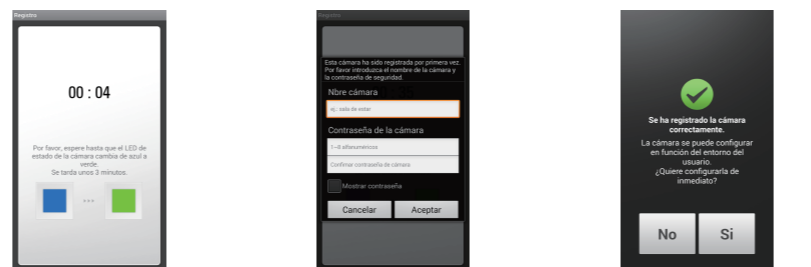 Registro
00 : 04
Por favor, espere hasta que el LED de
estado de la cámara cambia de azul a
verde.
Se tarda unos 3 minutos.
Registro
Esta cámara ha sido registrada por primera vez.
Por favor introduzca el nombre de la cámara y
la contraseña de seguridad.
Nbre cámara
ej.: sala de estar
Contraseña de la cámara
1~8 alfanuméricos
Confirmar contraseña de cámara
Mostrar contraseña
Cancelar
Aceptar
Se ha registrado la cámara
correctamente.
La cámara se puede configurar
en función del entorno del
usuario.
¿Quiere configurarla de
inmediato?
No
Si